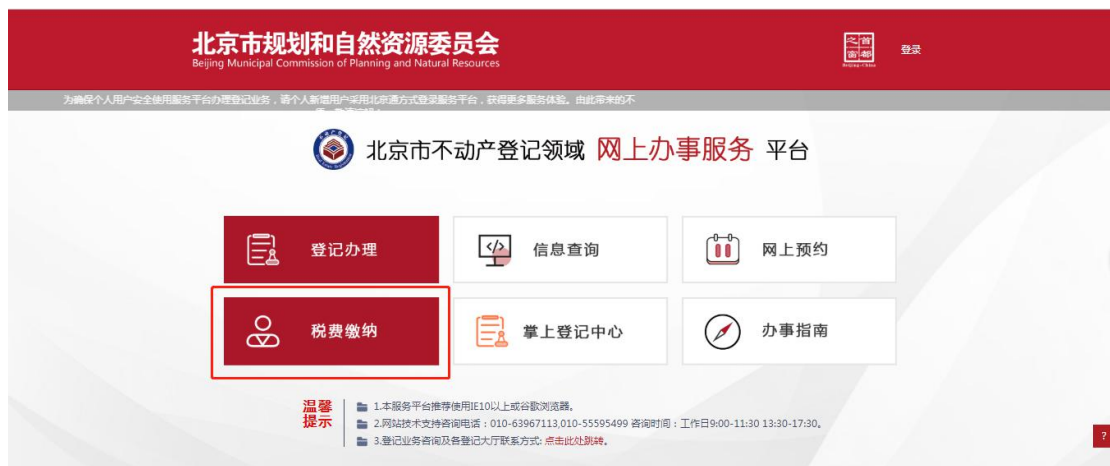 北京市规划和自然资源委员会
Beijing Municipal Commission of Planning and Natural Resources
首都之窗
Beijing-China
登录
为确保个人用户安全使用服务平台办理登记业务，请个人新增用户采用北京通方式登录服务平台，获得更多服务体验。由此带来的不
北京市不动产登记领域 网上办事服务 平台
登记办理
信息查询
网上预约
税费缴纳
掌上登记中心
办事指南
温馨提示
1.本服务平台推荐使用IE10以上或谷歌浏览器。
2.网站技术支持咨询电话：010-63967113,010-55595499 咨询时间：工作日9:00-11:30 13:30-17:30。
3.登记业务咨询及各登记大厅联系方式: 点击此处跳转。
?